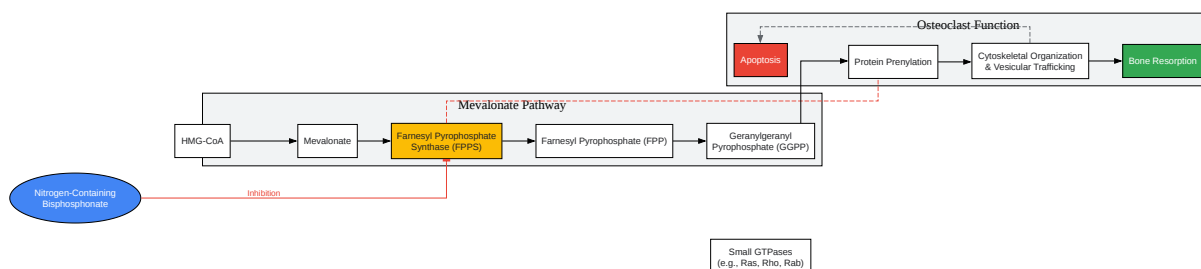 Osteoclast Function
Apoptosis
Protein Prenylation
Cytoskeletal Organization
& Vesicular Trafficking
Bone Resorption
Mevalonate Pathway
HMG-CoA
Mevalonate
Farnesyl Pyrophosphate
Synthase (FPPS)
Farnesyl Pyrophosphate (FPP)
Geranylgeranyl
Pyrophosphate (GGPP)
Nitrogen-Containing
Bisphosphonate
Inhibition
Small GTPases
(e.g., Ras, Rho, Rab)